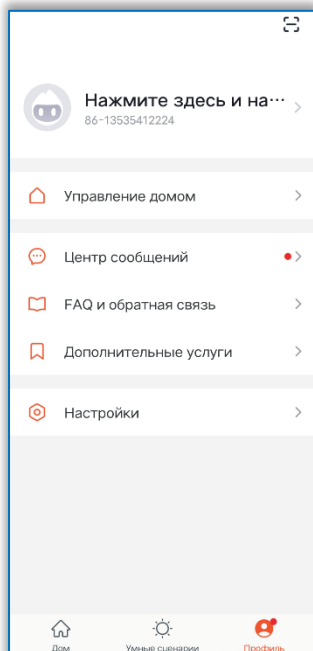 Нажмите здесь и на···
86-13535412224
Управление домом
Центр сообщений
FAQ и обратная связь
Дополнительные услуги
Настройки
Дом
Умные сценарии
Профиль